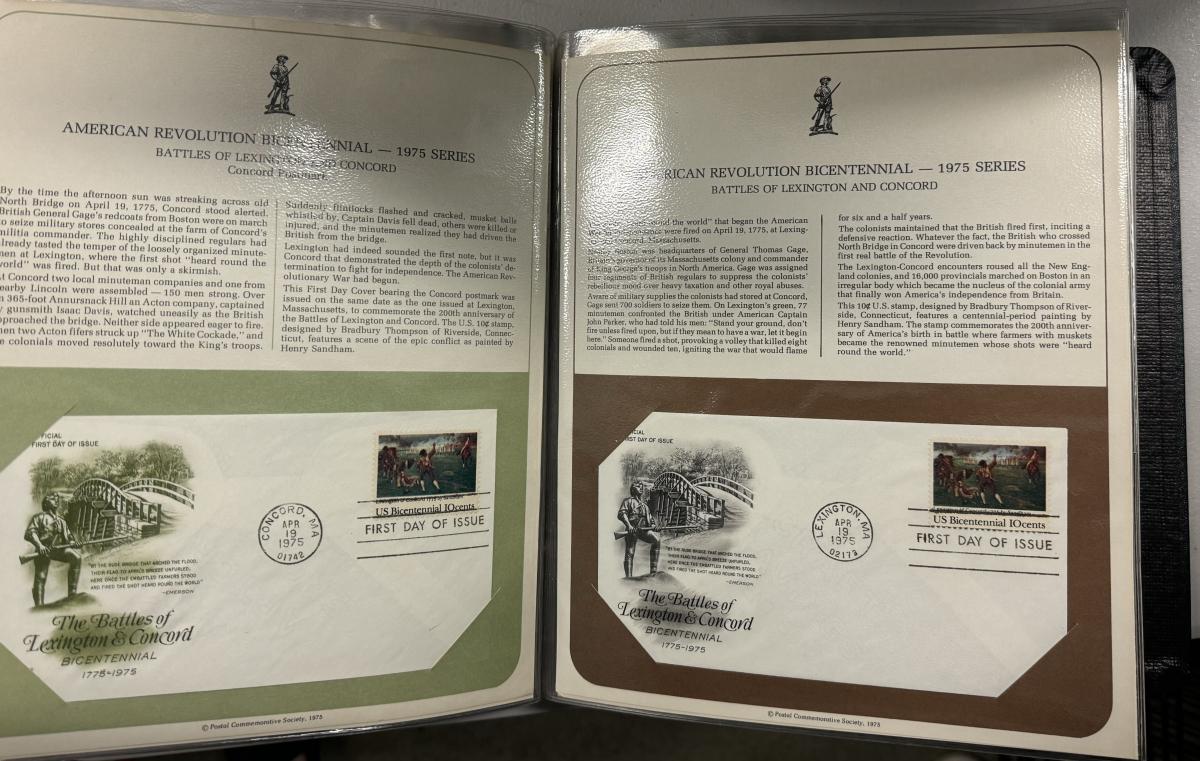 AMERICAN REVOLUTION BICENTENNIAL — 1975 SERIES
BATTLES OF LEXINGTON AND CONCORD
Concord Postmark
By the time the afternoon sun was streaking across old
North Bridge on April 19, 1775, Concord stood alerted.
British General Gage's redcoats from Boston were on march
to seize military stores concealed at the farm of Concord's
militia commander. The highly disciplined regulars had
already tasted the temper of the loosely organized minute-
men at Lexington, where the first shot "heard round the
world" was fired. But that was only a skirmish.
At Concord two local minuteman companies and one from
nearby Lincoln were assembled — 150 men strong. Over
365-foot Annursnack Hill an Acton company, captained
gunsmith Isaac Davis, watched uneasily as the British
approached the bridge. Neither side appeared eager to fire.
two Acton fifers struck up "The White Cockade," and
colonials moved resolutely toward the King's troops.
Suddenly, flintlocks flashed and cracked, musket balls
whistled by, Captain Davis fell dead, others were killed or
injured, and the minutemen realized they had driven the
British from the bridge.
Lexington had indeed sounded the first note, but it was
Concord that demonstrated the depth of the colonists' de-
termination to fight for independence. The American Rev-
olutionary War had begun.
This First Day Cover bearing the Concord postmark was
issued on the same date as the one issued at Lexington,
Massachusetts, to commemorate the 200th anniversary of
the Battles of Lexington and Concord. The U.S. 10¢ stamp,
designed by Bradbury Thompson of Riverside, Connec-
ticut, features a scene of the epic conflict as painted by
Henry Sandham.
OFFICIAL
FIRST DAY OF ISSUE
"BY THE RUDE BRIDGE THAT ARCHED THE FLOOD,
THEIR FLAG TO APRIL'S BREEZE UNFURLED,
HERE ONCE THE EMBATTLED FARMERS STOOD
AND FIRED THE SHOT HEARD ROUND THE WORLD"
—EMERSON
The Battles of
Lexington & Concord
BICENTENNIAL
1775-1975
CONCORD, MA
APR
19
1975
01742
US Bicentennial 10cents
FIRST DAY OF ISSUE
© Postal Commemorative Society, 1975
RICAN REVOLUTION BICENTENNIAL — 1975 SERIES
BATTLES OF LEXINGTON AND CONCORD
the world" that began the American
were fired on April 19, 1775, at Lexing-
Massachusetts.
headquarters of General Thomas Gage,
governor of its Massachusetts colony and commander
of King George's troops in North America. Gage was assigned
four regiments of British regulars to suppress the colonists'
rebellious mood over heavy taxation and other royal abuses.
Aware of military supplies the colonists had stored at Concord,
Gage sent 700 soldiers to seize them. On Lexington's green, 77
minutemen confronted the British under American Captain
John Parker, who had told his men: "Stand your ground, don't
fire unless fired upon, but if they mean to have a war, let it begin
here." Someone fired a shot, provoking a volley that killed eight
colonials and wounded ten, igniting the war that would flame
for six and a half years.
The colonists maintained that the British fired first, inciting a
defensive reaction. Whatever the fact, the British who crossed
North Bridge in Concord were driven back by minutemen in the
first real battle of the Revolution.
The Lexington-Concord encounters roused all the New Eng-
land colonies, and 16,000 provincials marched on Boston in an
irregular army which became the nucleus of the colonial army
that finally won America's independence from Britain.
This 10¢ U.S. stamp, designed by Bradbury Thompson of River-
side, Connecticut, features a centennial-period painting by
Henry Sandham. The stamp commemorates the 200th anniver-
sary of America's birth in battle where farmers with muskets
became the renowned minutemen whose shots were "heard
round the world."
FIRST DAY OF ISSUE
"BY THE RUDE BRIDGE THAT ARCHED THE FLOOD,
THEIR FLAG TO APRIL'S BREEZE UNFURLED,
HERE ONCE THE EMBATTLED FARMERS STOOD
AND FIRED THE SHOT HEARD ROUND THE WORLD"
—EMERSON
The Battles of
Lexington & Concord
BICENTENNIAL
1775-1975
LEXINGTON, MA
APR
19
1975
02173
US Bicentennial 10cents
FIRST DAY OF ISSUE
© Postal Commemorative Society, 1975